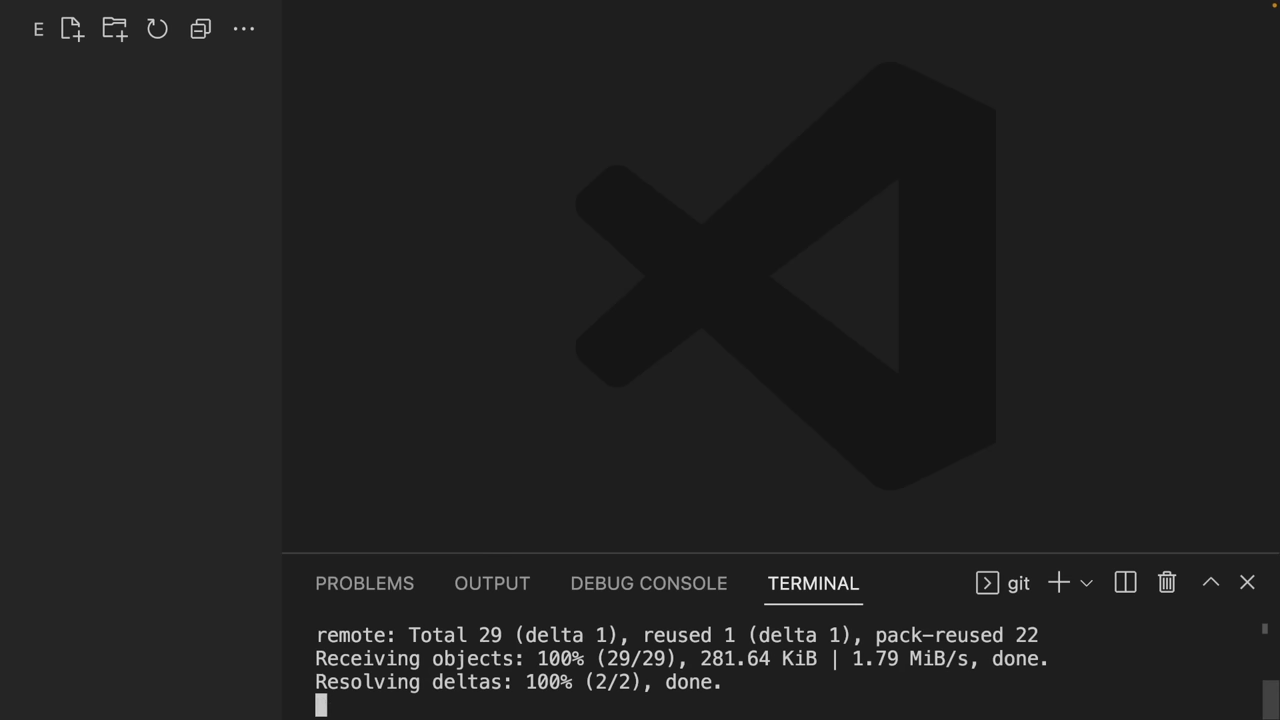 E
PROBLEMS OUTPUT DEBUG CONSOLE TERMINAL git
remote: Total 29 (delta 1), reused 1 (delta 1), pack-reused 22
Receiving objects: 100% (29/29), 281.64 KiB | 1.79 MiB/s, done.
Resolving deltas: 100% (2/2), done.